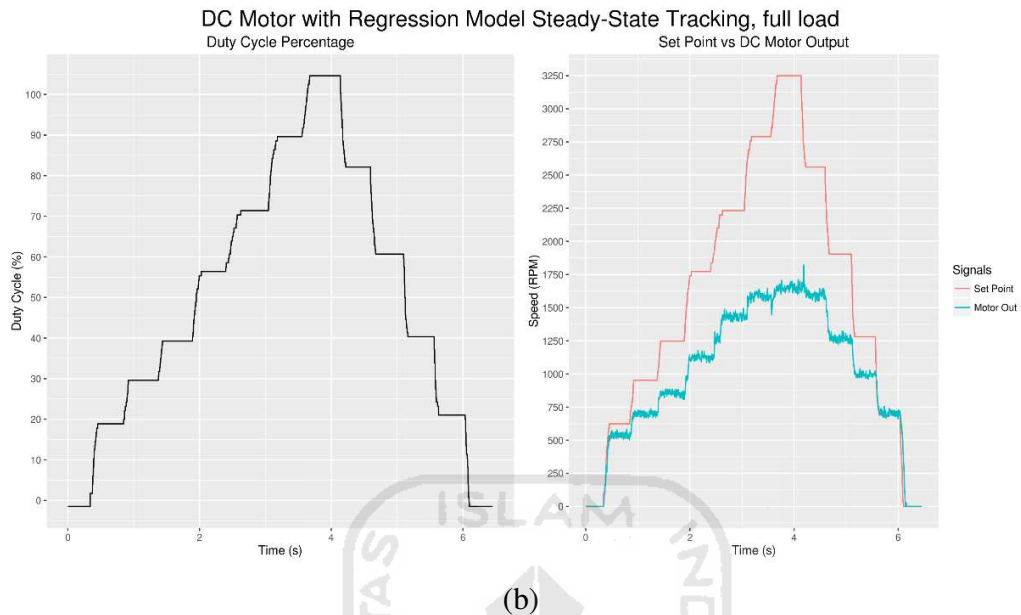 DC Motor with Regression Model Steady-State Tracking, full load
Duty Cycle Percentage
Set Point vs DC Motor Output
Duty Cycle (%)
100
90
80
70
60
50
40
30
20
10
0
0 2 4 6
Time (s)
Speed (RPM)
3250
3000
2750
2500
2250
2000
1750
1500
1250
1000
750
500
250
0
0 2 4 6
Time (s)
Signals
Set Point
Motor Out
ISLAM
(b)